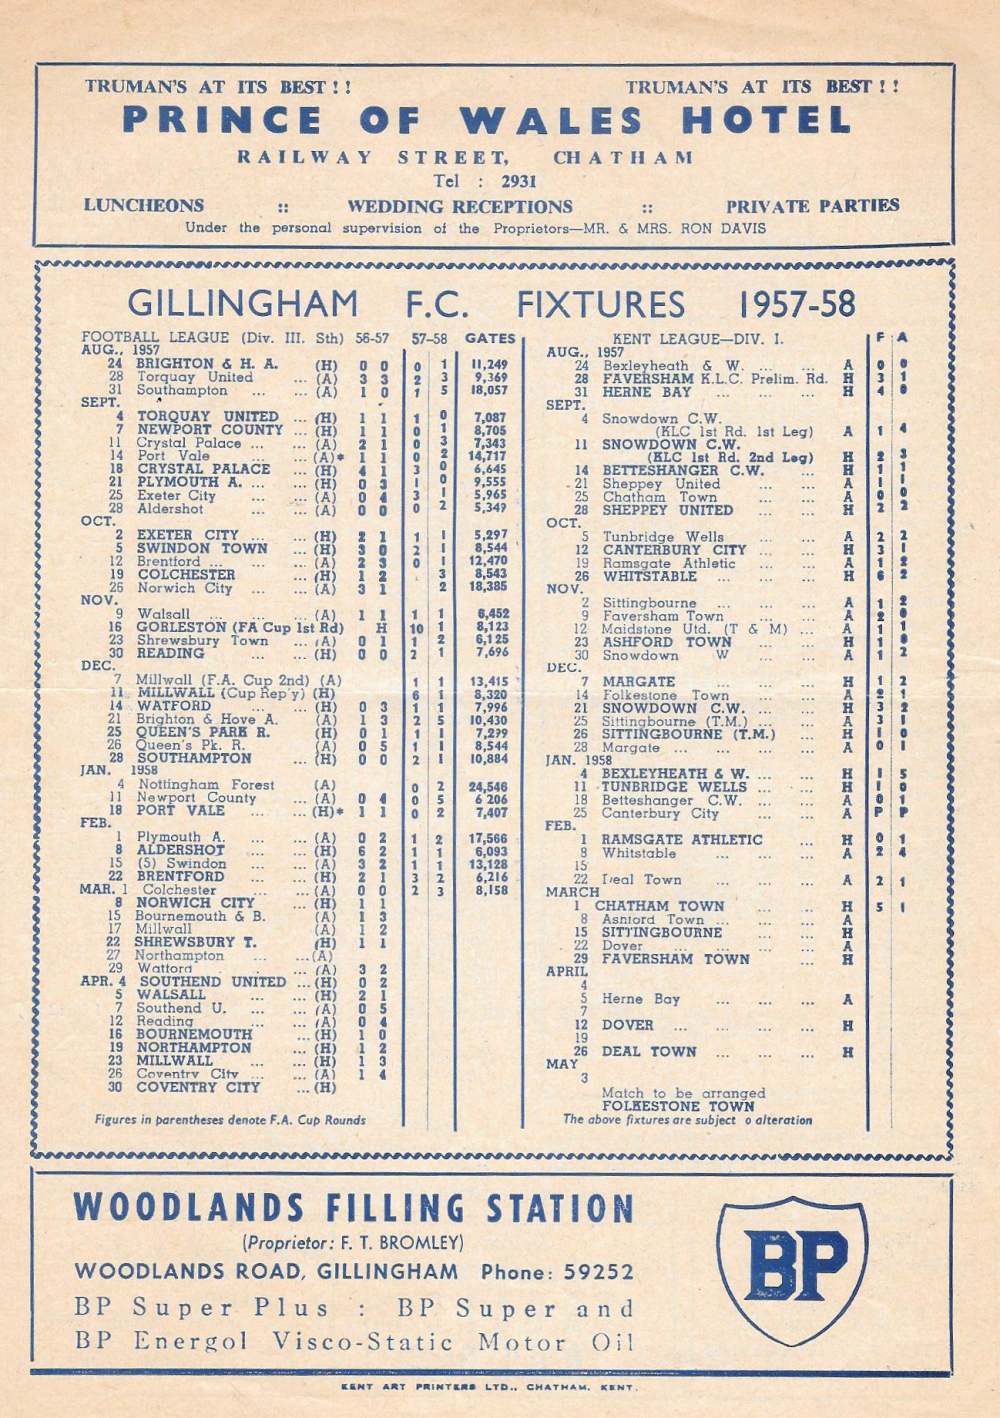 TRUMAN'S AT ITS BEST ! ! TRUMAN'S AT ITS BEST ! !
PRINCE OF WALES HOTEL
RAILWAY STREET, CHATHAM
Tel : 2931
LUNCHEONS :: WEDDING RECEPTIONS :: PRIVATE PARTIES
Under the personal supervision of the Proprietors—MR. & MRS. RON DAVIS
GILLINGHAM F.C. FIXTURES 1957-58
FOOTBALL LEAGUE (Div. III. Sth) 56-57 57-58 GATES
AUG., 1957
24 BRIGHTON & H. A. (H) 0 0 0 1 11,249
28 Torquay United ... (A) 3 3 2 3 9,369
31 Southampton ... ... (A) 1 0 1 5 18,057
SEPT.
4 TORQUAY UNITED ... (H) 1 1 1 0 7,087
7 NEWPORT COUNTY ... (H) 1 1 0 1 8,705
11 Crystal Palace ... ... (A) 2 1 0 3 7,343
14 Port Vale ... ... (A)* 1 1 0 2 14,717
18 CRYSTAL PALACE ... (H) 4 1 3 0 6,645
21 PLYMOUTH A. ... ... (H) 0 3 1 0 9,555
25 Exeter City ... ... (A) 0 4 3 1 5,965
28 Aldershot ... ... (A) 0 0 0 2 5,349
OCT.
2 EXETER CITY ... ... (H) 2 1 1 1 5,297
5 SWINDON TOWN ... (H) 3 0 2 1 8,544
12 Brentford ... ... ... (A) 2 3 0 1 12,470
19 COLCHESTER ... (H) 1 2 3 8,543
26 Norwich City ... ... (A) 3 1 2 18,385
NOV.
9 Walsall ... ... ... (A) 1 1 1 1 6,452
16 GORLESTON (FA Cup 1st Rd) H 10 1 8,123
23 Shrewsbury Town ... (A) 0 1 1 2 6,125
30 READING ... ... (H) 0 0 2 1 7,696
DEC.
7 Millwall (F.A. Cup 2nd) (A) 1 1 13,415
11 MILLWALL (Cup Rep'y) (H) 6 1 8,320
14 WATFORD ... ... (H) 0 3 1 1 7,996
21 Brighton & Hove A. (A) 1 3 2 5 10,430
25 QUEEN'S PARK R. (H) 0 1 1 1 7,299
26 Queen's Pk. R. (A) 0 5 1 1 8,544
28 SOUTHAMPTON ... (H) 0 0 2 1 10,884
JAN. 1958
4 Nottingham Forest (A) 0 2 24,546
11 Newport County ... (A) 0 4 0 5 6 206
18 PORT VALE ... ... (H)* 1 1 0 2 7,407
FEB.
1 Plymouth A. ... ... (A) 0 2 1 2 17,566
8 ALDERSHOT ... ... (H) 6 2 1 1 6,093
15 (5) Swindon ... ... (A) 3 2 1 1 13,128
22 BRENTFORD ... ... (H) 2 1 3 2 6,216
MAR. 1 Colchester ... ... (A) 0 0 2 3 8,158
8 NORWICH CITY ... (H) 1 1
15 Bournemouth & B. (A) 1 3
17 Millwall (A) 1 2
22 SHREWSBURY T. (H) 1 1
27 Northampton ...(A)
29 Watford (A) 3 2
APR. 4 SOUTHEND UNITED ... (H) 0 2
5 WALSALL ... ... (H) 2 1
7 Southend U. ... ... (A) 0 5
12 Reading ... ... (A) 0 4
16 BOURNEMOUTH ... (H) 1 0
19 NORTHAMPTON ... (H) 1 2
23 MILLWALL ... ... (H) 1 3
26 Coventry City ... ... (A) 1 4
30 COVENTRY CITY ... (H)
Figures in parentheses denote F.A. Cup Rounds
KENT LEAGUE—DIV. I. F A
AUG., 1957
24 Bexleyheath & W. ... ... A 0 0
28 FAVERSHAM K.L.C. Prelim. Rd. H 3 1
31 HERNE BAY ... ... H 4 0
SEPT.
4 Snowdown C.W.
(KLC 1st Rd. 1st Leg) A 1 4
11 SNOWDOWN C.W.
(KLC 1st Rd. 2nd Leg) H 2 3
14 BETTESHANGER C.W. ... H 1 1
21 Sheppey United ... ... A 1 1
25 Chatham Town ... ... A 0 0
28 SHEPPEY UNITED ... ... H 2 2
OCT.
5 Tunbridge Wells ... ... A 2 2
12 CANTERBURY CITY ... ... H 3 1
19 Ramsgate Athletic ... ... A 1 2
26 WHITSTABLE ... ... ... H 6 2
NOV.
2 Sittingbourne ... ... ... A 1 2
9 Faversham Town ... ... A 2 0
12 Maidstone Utd. (T & M) ... A 1 1
23 ASHFORD TOWN ... ... H 1 0
30 Snowdown W ... ... A 1 2
DEC.
7 MARGATE ... ... ... H 1 2
14 Folkestone Town ... ... A 2 1
21 SNOWDOWN C.W. ... ... H 3 2
25 Sittingbourne (T.M.) ... ... A 3 1
26 SITTINGBOURNE (T.M.) ... H 1 0
28 Margate ... ... ... ... A 0 1
JAN. 1958
4 BEXLEYHEATH & W. ... ... H 1 5
11 TUNBRIDGE WELLS ... ... H 1 0
18 Betteshanger C.W. ... ... A 0 1
25 Canterbury City ... ... A P P
FEB.
1 RAMSGATE ATHLETIC ... H 0 1
8 Whitstable ... ... ... A 2 4
15
22 Deal Town ... ... ... A 2 1
MARCH
1 CHATHAM TOWN ... ... H 5 1
8 Ashford Town ... ... ... A
15 SITTINGBOURNE ... ... H
22 Dover ... ... ... ... A
29 FAVERSHAM TOWN ... ... H
APRIL
4
5 Herne Bay ... ... ... A
7
12 DOVER ... ... ... ... H
19
26 DEAL TOWN ... ... ... H
MAY
3
Match to be arranged
FOLKESTONE TOWN
The above fixtures are subject o alteration
WOODLANDS FILLING STATION
(Proprietor: F. T. BROMLEY)
WOODLANDS ROAD, GILLINGHAM Phone: 59252
BP Super Plus : BP Super and
BP Energol Visco-Static Motor Oil
BP
KENT ART PRINTERS LTD., CHATHAM. KENT.